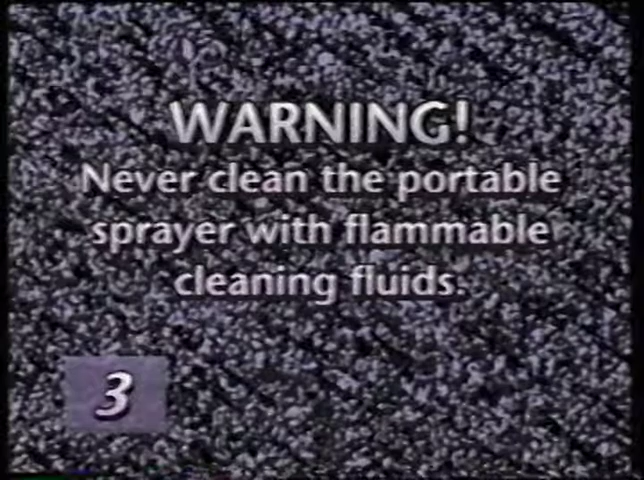 WARNING!
Never clean the portable
sprayer with flammable
cleaning fluids.
3